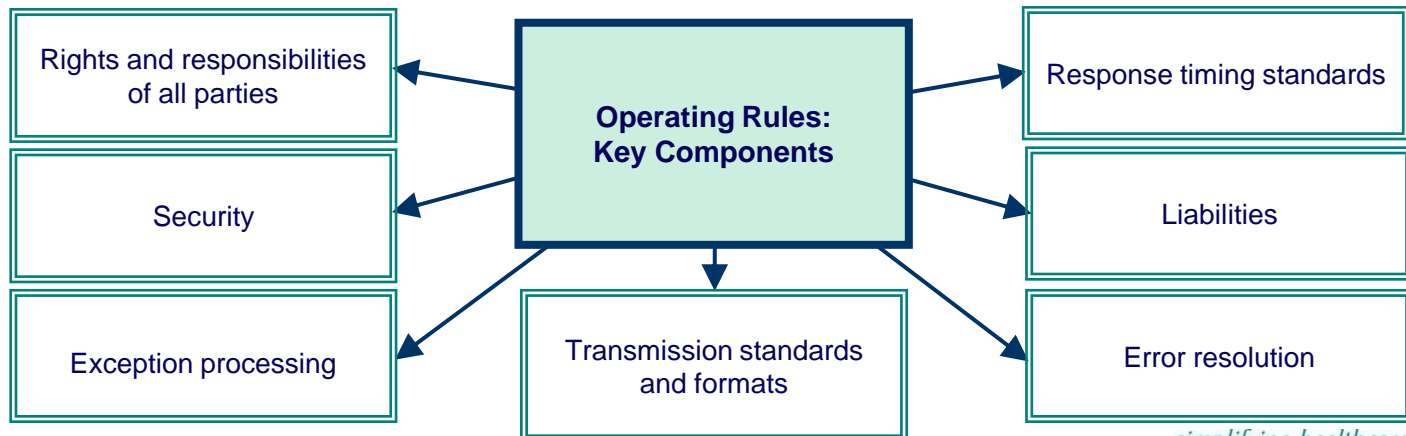 Rights and responsibilities
of all parties
Operating Rules:
Key Components
Response timing standards
Security
Liabilities
Exception processing
Transmission standards
and formats
Error resolution